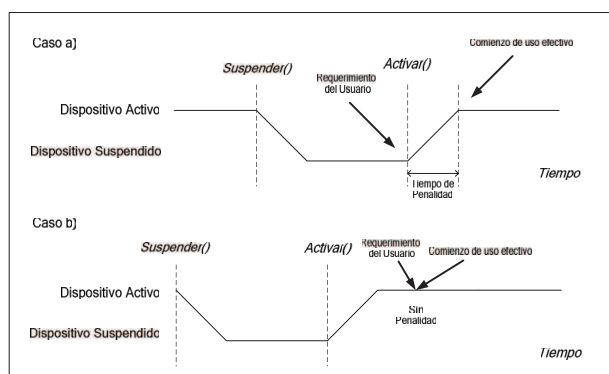 Caso a)
Comienzo de uso efectivo
Suspender()
Requerimiento
del Usuario
Activar()
Dispositivo Activo
Dispositivo Suspendido
Tiempo de
Penalidad
Tiempo
Caso b)
Suspender()
Activar()
Requerimiento
del Usuario
Comienzo de uso efectivo
Dispositivo Activo
Sin
Penalidad
Dispositivo Suspendido
Tiempo